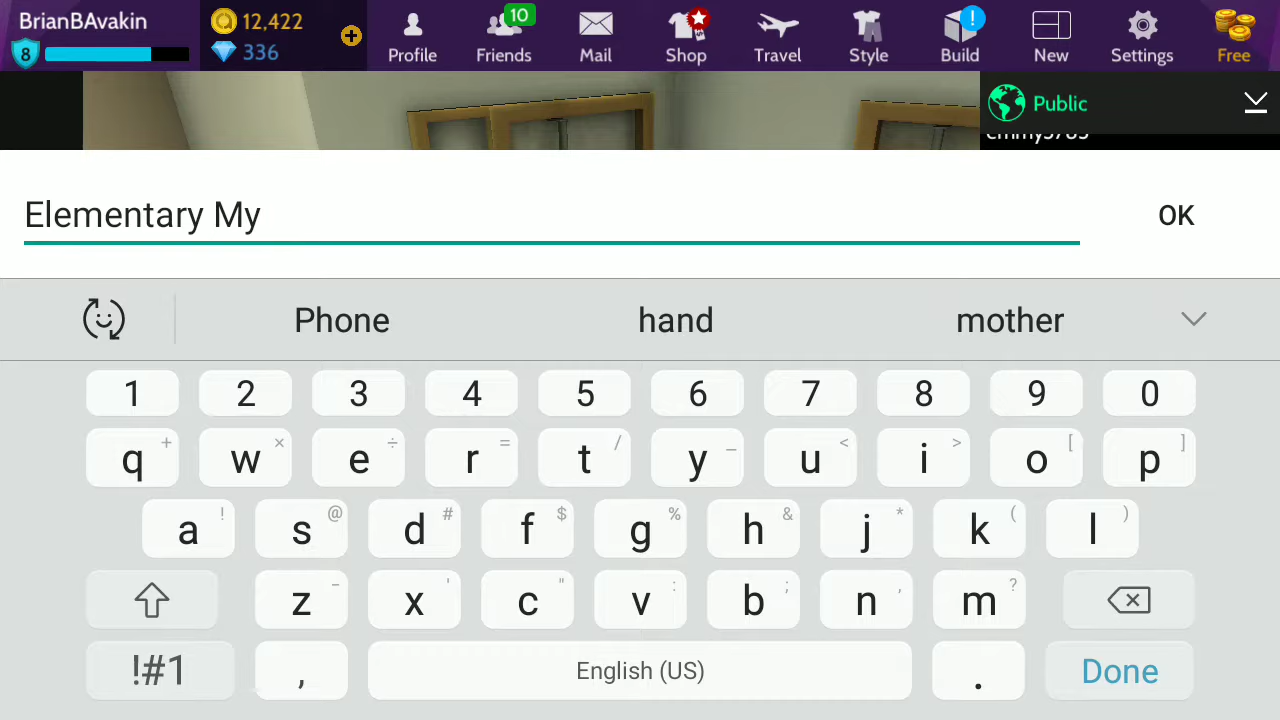 BrianBAvakin
8
12,422
336
Profile
10
Friends
Mail
Shop
Travel
Style
!
Build
New
Settings
Free
Public
emmy5785
Elementary My
OK
Phone hand mother
1 2 3 4 5 6 7 8 9 0
q + w × e ÷ r = t / y _ u < i > o [ p ]
a ! s @ d # f $ g % h & j * k ( l )
z - x ' c " v : b ; n , m ?
!#1 , English (US) . Done